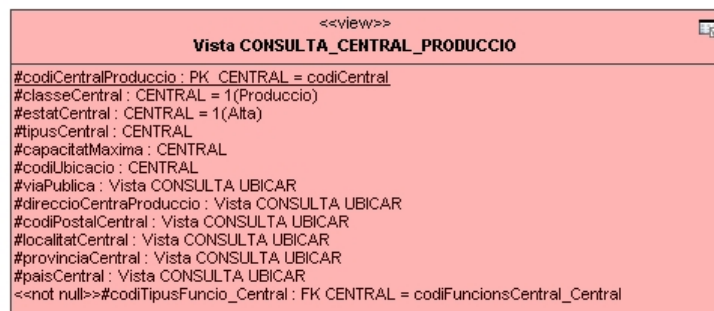 <<view>>
Vista CONSULTA_CENTRAL_PRODUCCIO
#codiCentralProduccio : PK CENTRAL = codiCentral
#classeCentral : CENTRAL = 1(Produccio)
#estatCentral : CENTRAL = 1(Alta)
#tipusCentral : CENTRAL
#capacitatMaxima : CENTRAL
#codiUbicacio : CENTRAL
#viaPublica : Vista CONSULTA UBICAR
#direccioCentraProduccio : Vista CONSULTA UBICAR
#codiPostalCentral : Vista CONSULTA UBICAR
#localitatCentral : Vista CONSULTA UBICAR
#provinciaCentral : Vista CONSULTA UBICAR
#paisCentral : Vista CONSULTA UBICAR
<<not null>>#codiTipusFuncio_Central : FK CENTRAL = codiFuncionsCentral_Central